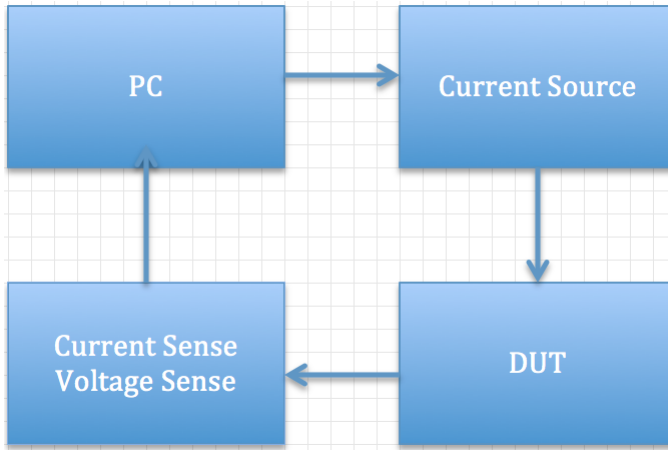 PC
Current Source
Current Sense
Voltage Sense
DUT